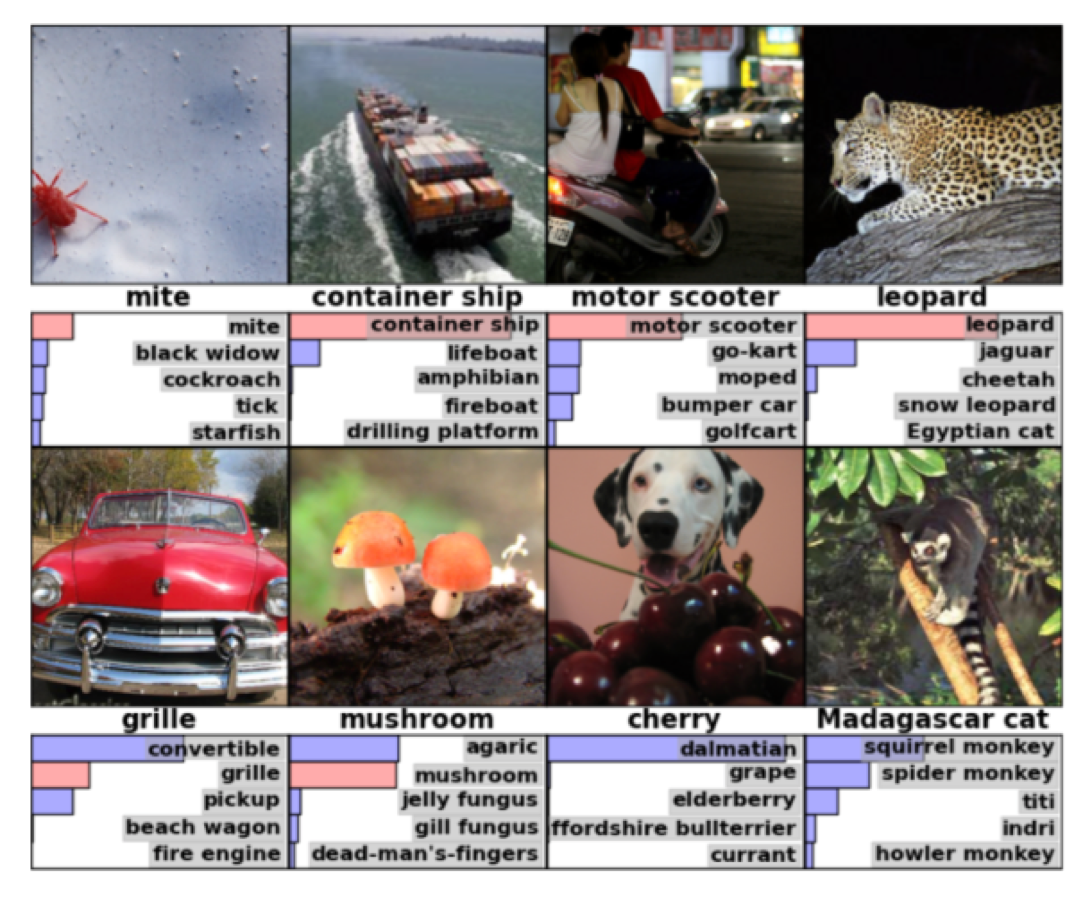 mite
container ship
motor scooter
leopard
mite
black widow
cockroach
tick
starfish
container ship
lifeboat
amphibian
fireboat
drilling platform
motor scooter
go-kart
moped
bumper car
golfcart
leopard
jaguar
cheetah
snow leopard
Egyptian cat
grille
mushroom
cherry
Madagascar cat
convertible
grille
pickup
beach wagon
fire engine
agaric
mushroom
jelly fungus
gill fungus
dead-man's-fingers
dalmatian
grape
elderberry
ffordshire bullterrier
currant
squirrel monkey
spider monkey
titi
indri
howler monkey